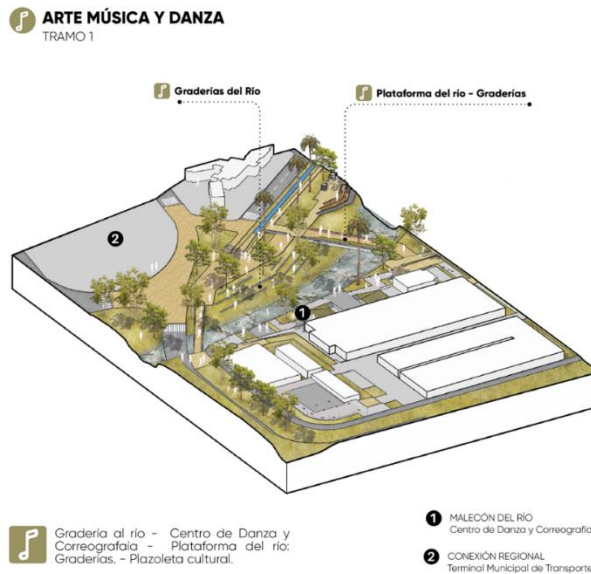 ARTE MÚSICA Y DANZA
TRAMO 1
Graderías del Río
Plataforma del río - Graderías
2
1
Gradería al río - Centro de Danza y
Correografaía - Plataforma del río:
Graderías. - Plazoleta cultural.
1 MALECÓN DEL RÍO
Centro de Danza y Coreografía
2 CONEXIÓN REGIONAL
Terminal Municipal de Transporte